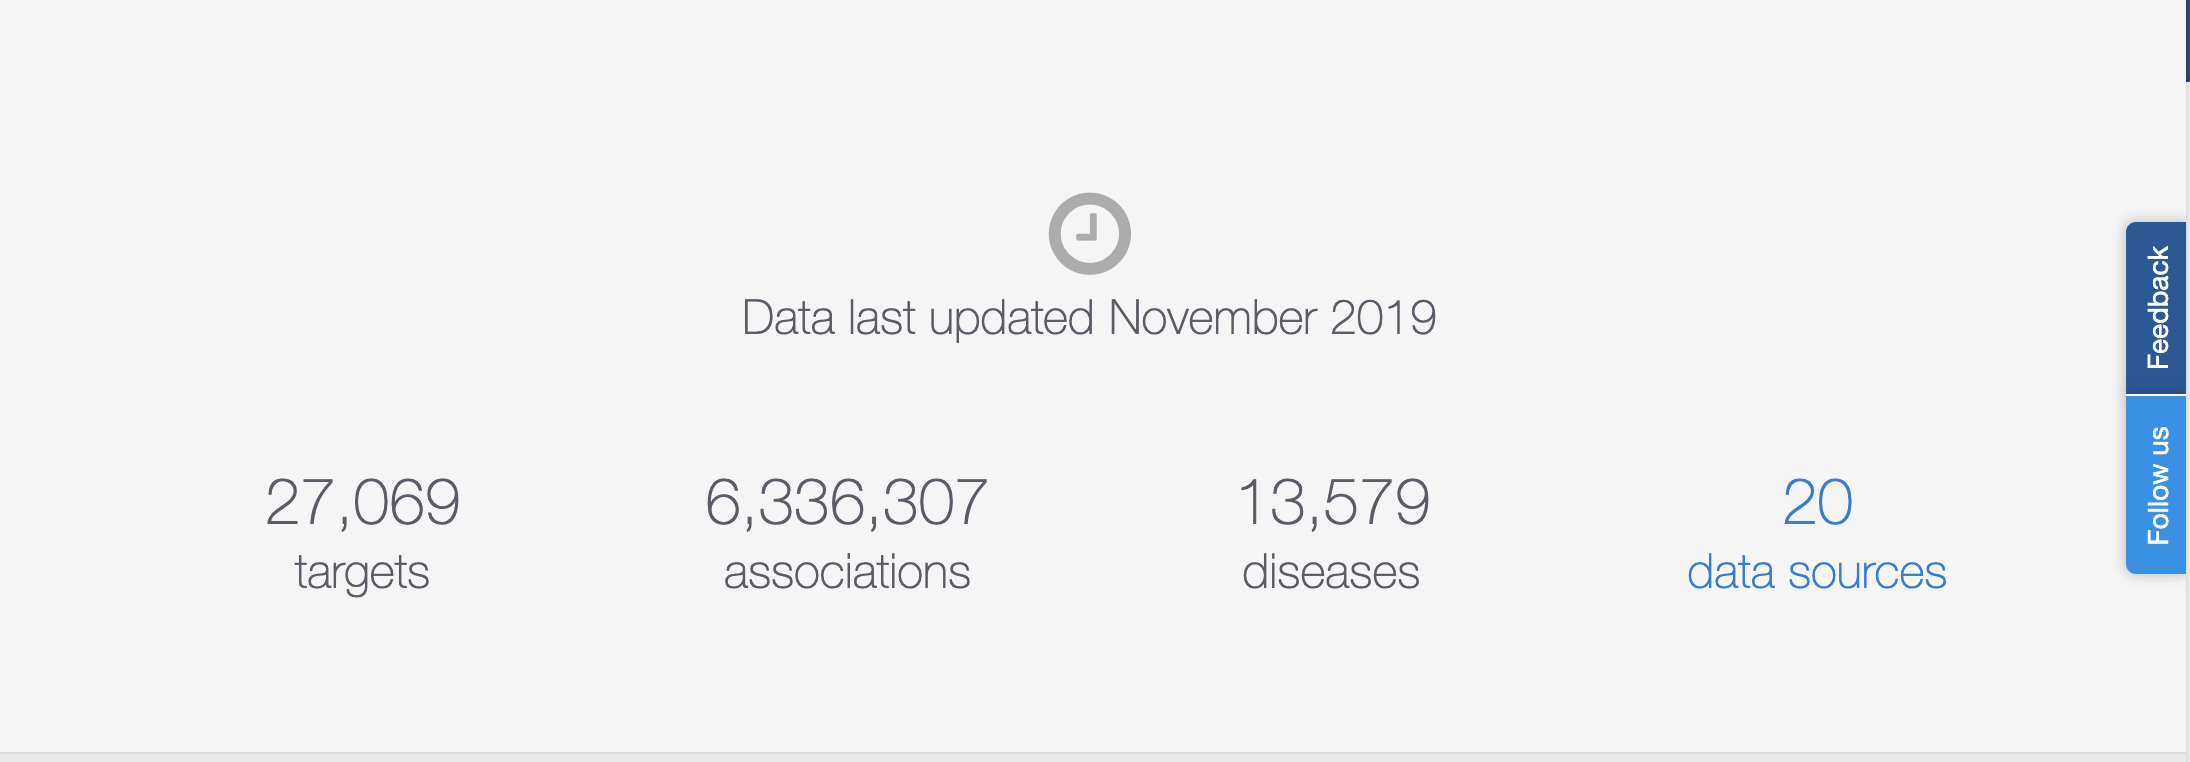 Data last updated November 2019
27,069
targets
6,336,307
associations
13,579
diseases
20
data sources
Feedback
Follow us